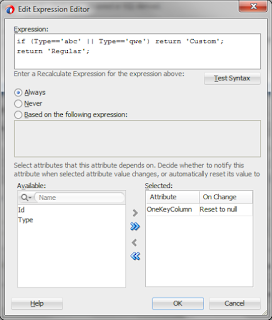 Edit Expression Editor
Expression:
if (Type=='abc' || Type='qwe') return 'Custom';
return 'Regular';
Enter a Recalculate Expression for the expression above:
Test Syntax
Always
Never
Based on the following expression:
Select attributes that this attribute depends on. Decide whether to notify this
attribute when selected attribute value changes, or automatically reset its value to
Available:
Selected:
Name
Attribute
On Change
Id
Type
OneKeyColumn
Reset to null
Help
OK
Cancel